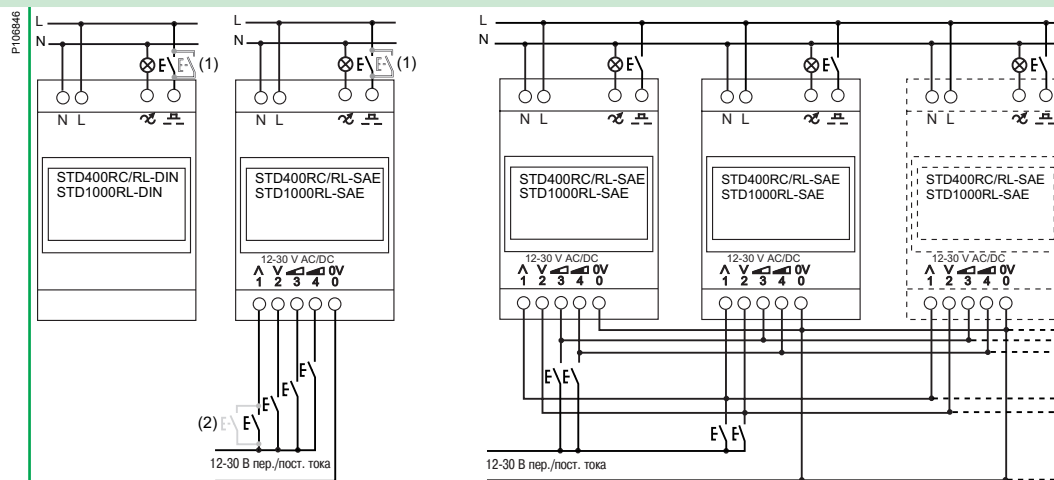 P106846
L
N
E E (1)
N L
STD400RC/RL-DIN
STD1000RL-DIN
L
N
E E (1)
N L
STD400RC/RL-SAE
STD1000RL-SAE
12-30 V AC/DC
0V
1 2 3 4 0
E
E
E
(2) E E
12-30 В пер./пост. тока
L
N
E
N L
STD400RC/RL-SAE
STD1000RL-SAE
12-30 V AC/DC
0V
1 2 3 4 0
E
N L
STD400RC/RL-SAE
STD1000RL-SAE
12-30 V AC/DC
0V
1 2 3 4 0
E
N L
STD400RC/RL-SAE
STD1000RL-SAE
12-30 V AC/DC
0V
1 2 3 4 0
E E
E E
12-30 В пер./пост. тока